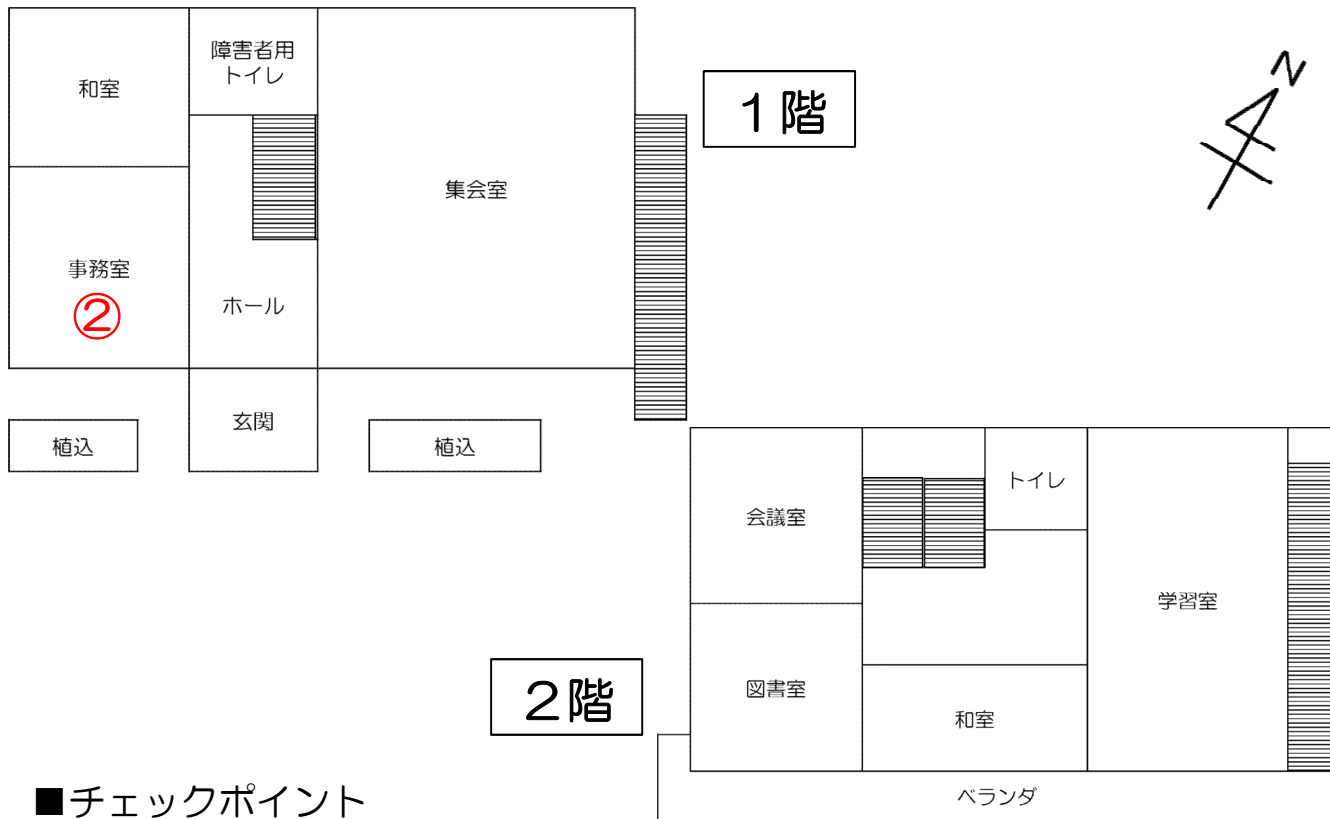 和室
障害者用
トイレ
集会室
1階
N
事務室
②
ホール
玄関
植込
植込
会議室
トイレ
学習室
図書室
和室
2階
ベランダ
■チェックポイント